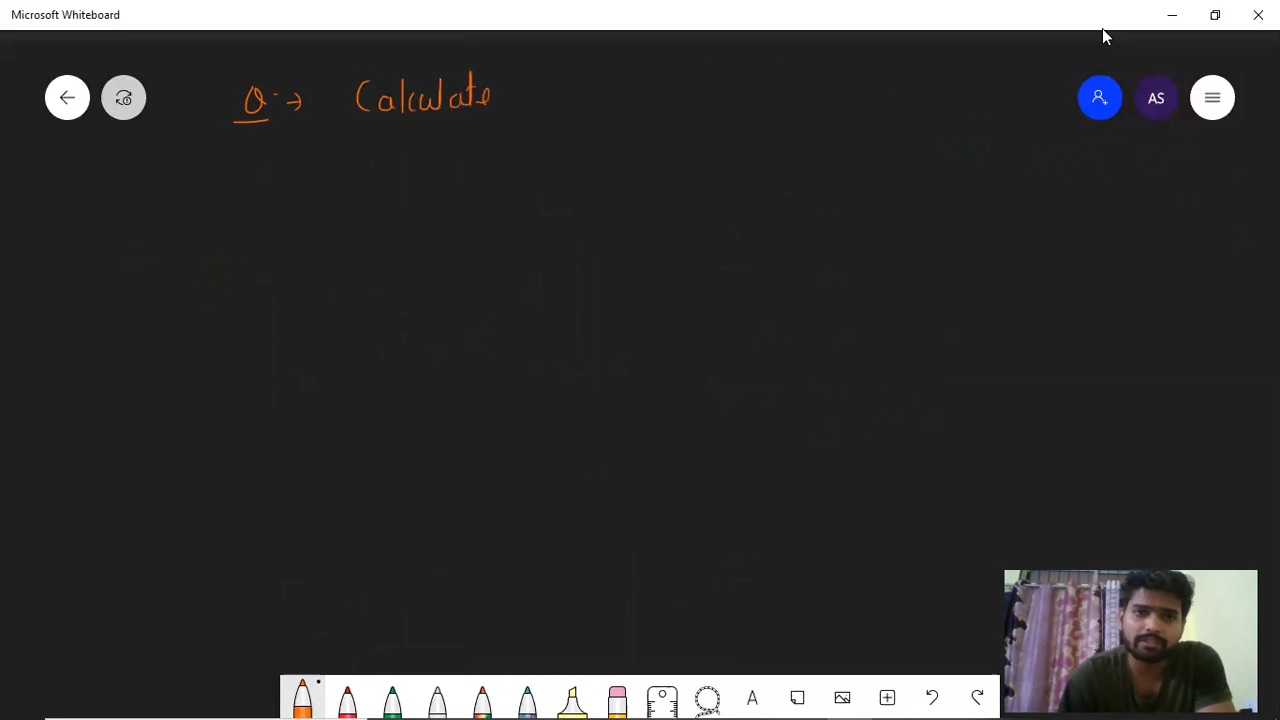 Microsoft Whiteboard
Q → Calculate
AS
A